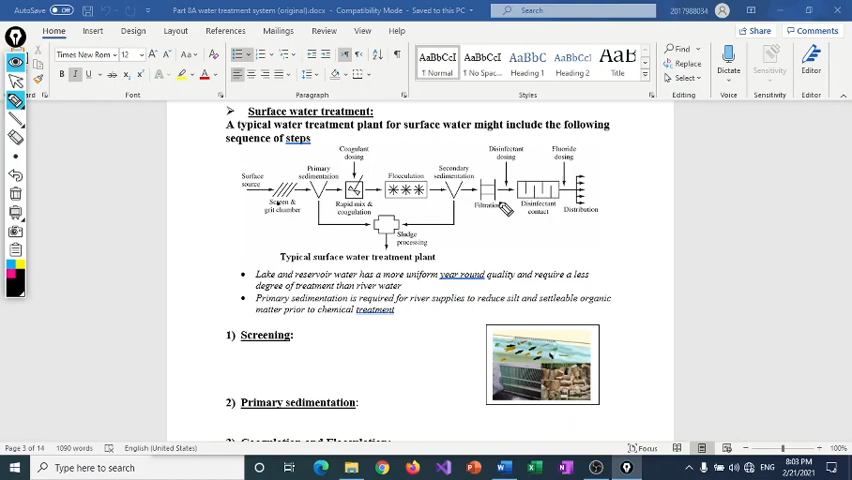 AutoSave Off Part 8A water treatment system (original).docx - Compatibility Mode - Saved to this PC Search 2017988034
File Home Insert Design Layout References Mailings Review View Help Share Comments
Times New Rom 12 AaBbCcI AaBbCcI AaBbC AaBbCcI AaB Find
Replace
Select
1 Normal 1 No Spac... Heading 1 Heading 2 Title Dictate Sensitivity Editor
Font Paragraph Styles Editing Voice Sensitivity Editor
Surface water treatment:
A typical water treatment plant for surface water might include the following
sequence of steps
Coagulant
dosing
Disinfectant
dosing
Fluoride
dosing
Surface
source
Primary
sedimentation
Flocculation
Secondary
sedimentation
Screen &
grit chamber
Rapid mix &
coagulation
Filtration
Disinfectant
contact
Distribution
Sludge
processing
Typical surface water treatment plant
• Lake and reservoir water has a more uniform year round quality and require a less
degree of treatment than river water
• Primary sedimentation is required for river supplies to reduce silt and settleable organic
matter prior to chemical treatment
1) Screening:
2) Primary sedimentation:
Page 3 of 14 1090 words English (United States) Focus 100%
Type here to search ENG 8:03 PM
2/21/2021